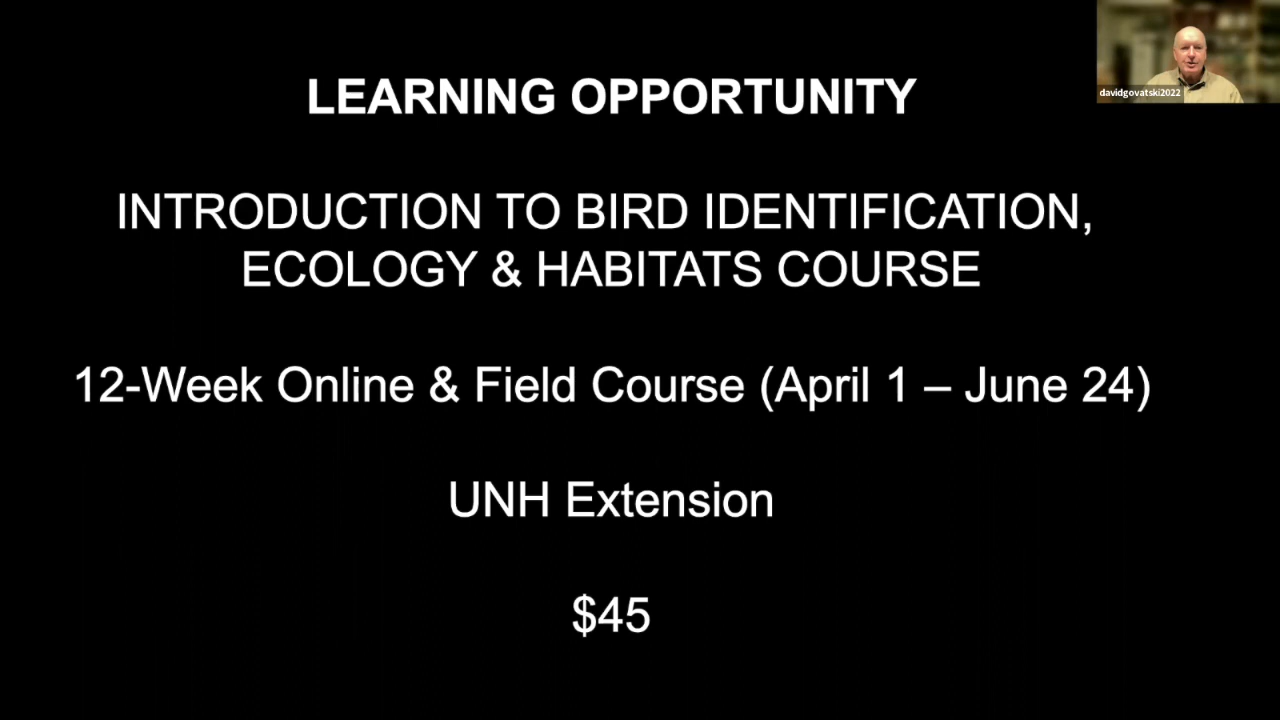 LEARNING OPPORTUNITY
davidgovatski2022
INTRODUCTION TO BIRD IDENTIFICATION,
ECOLOGY & HABITATS COURSE
12-Week Online & Field Course (April 1 – June 24)
UNH Extension
$45